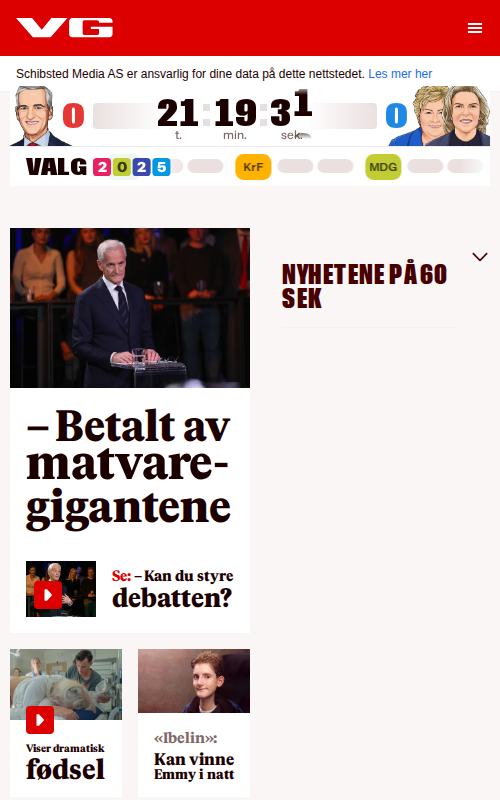 VG
Schibsted Media AS er ansvarlig for dine data på dette nettstedet. Les mer her
0 21:19:31 0
t. min. sek.
VALG 2025 KrF MDG
– Betalt av
matvare-
gigantene
Se: – Kan du styre
debatten?
NYHETENE PÅ 60
SEK
Viser dramatisk
fødsel
«Ibelin»:
Kan vinne
Emmy i natt